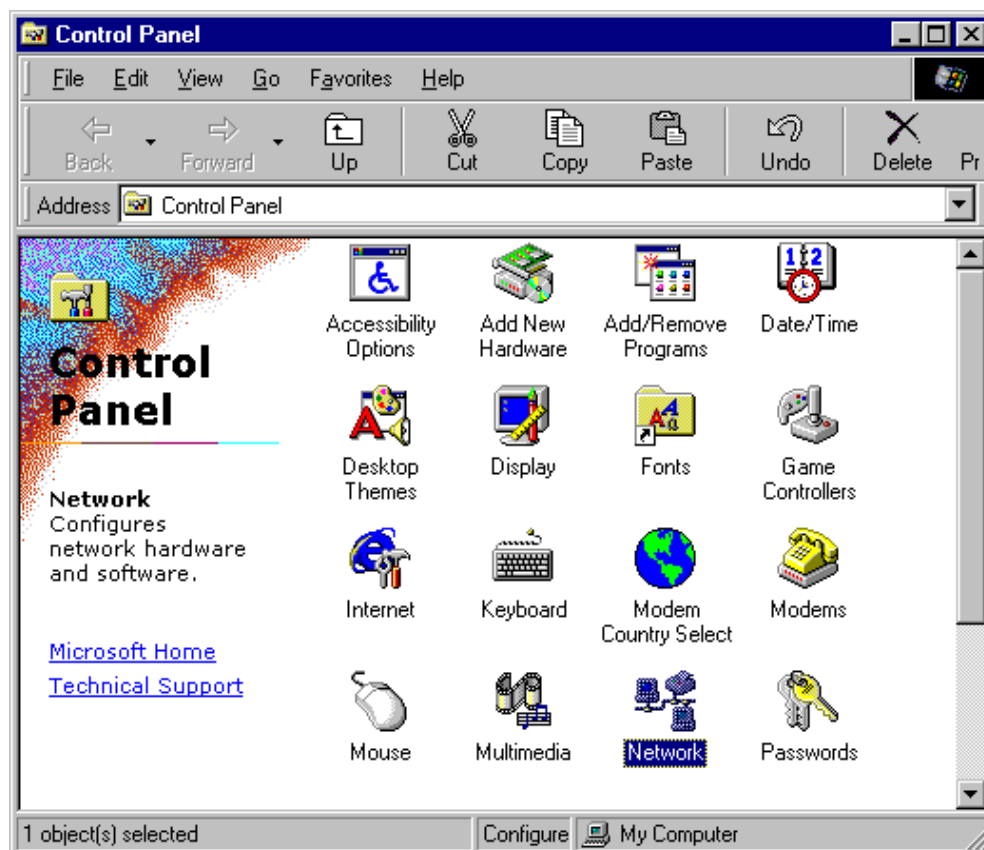 Control Panel
File Edit View Go Favorites Help
Back Forward Up Cut Copy Paste Undo Delete Pr
Address Control Panel
Control
Panel
Network
Configures
network hardware
and software.
Microsoft Home
Technical Support
12
Accessibility
Options
Add New
Hardware
Add/Remove
Programs
Date/Time
Desktop
Themes
Display
Fonts
Game
Controllers
Internet
Keyboard
Modem
Country Select
Modems
Mouse
Multimedia
Network
Passwords
1 object(s) selected Configure My Computer